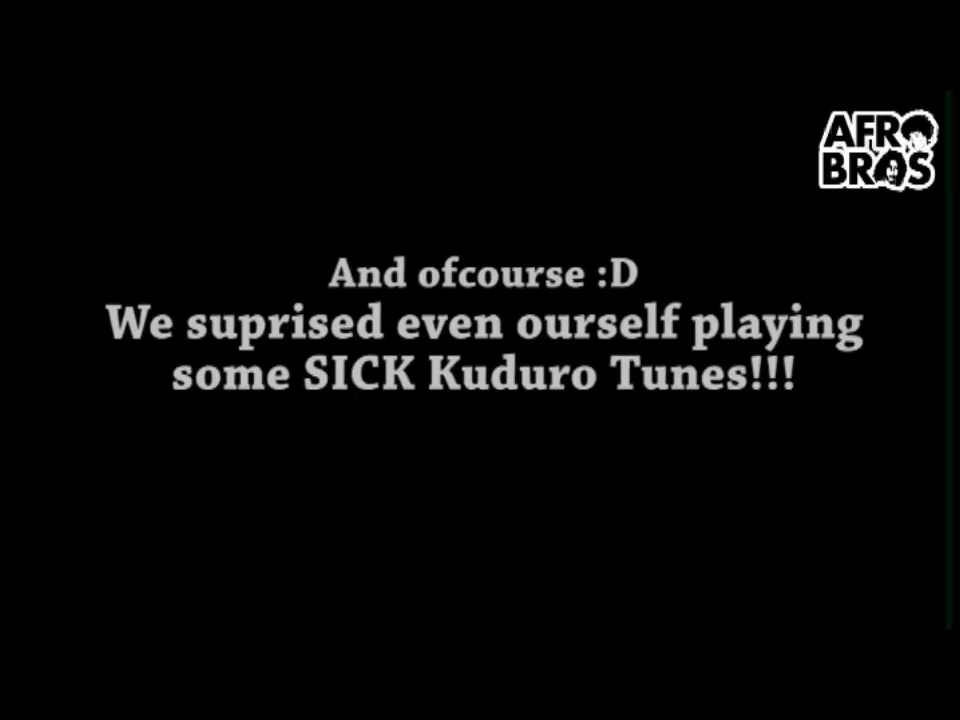 AFRO
BROS
And ofcourse :D
We suprised even ourself playing
some SICK Kuduro Tunes!!!